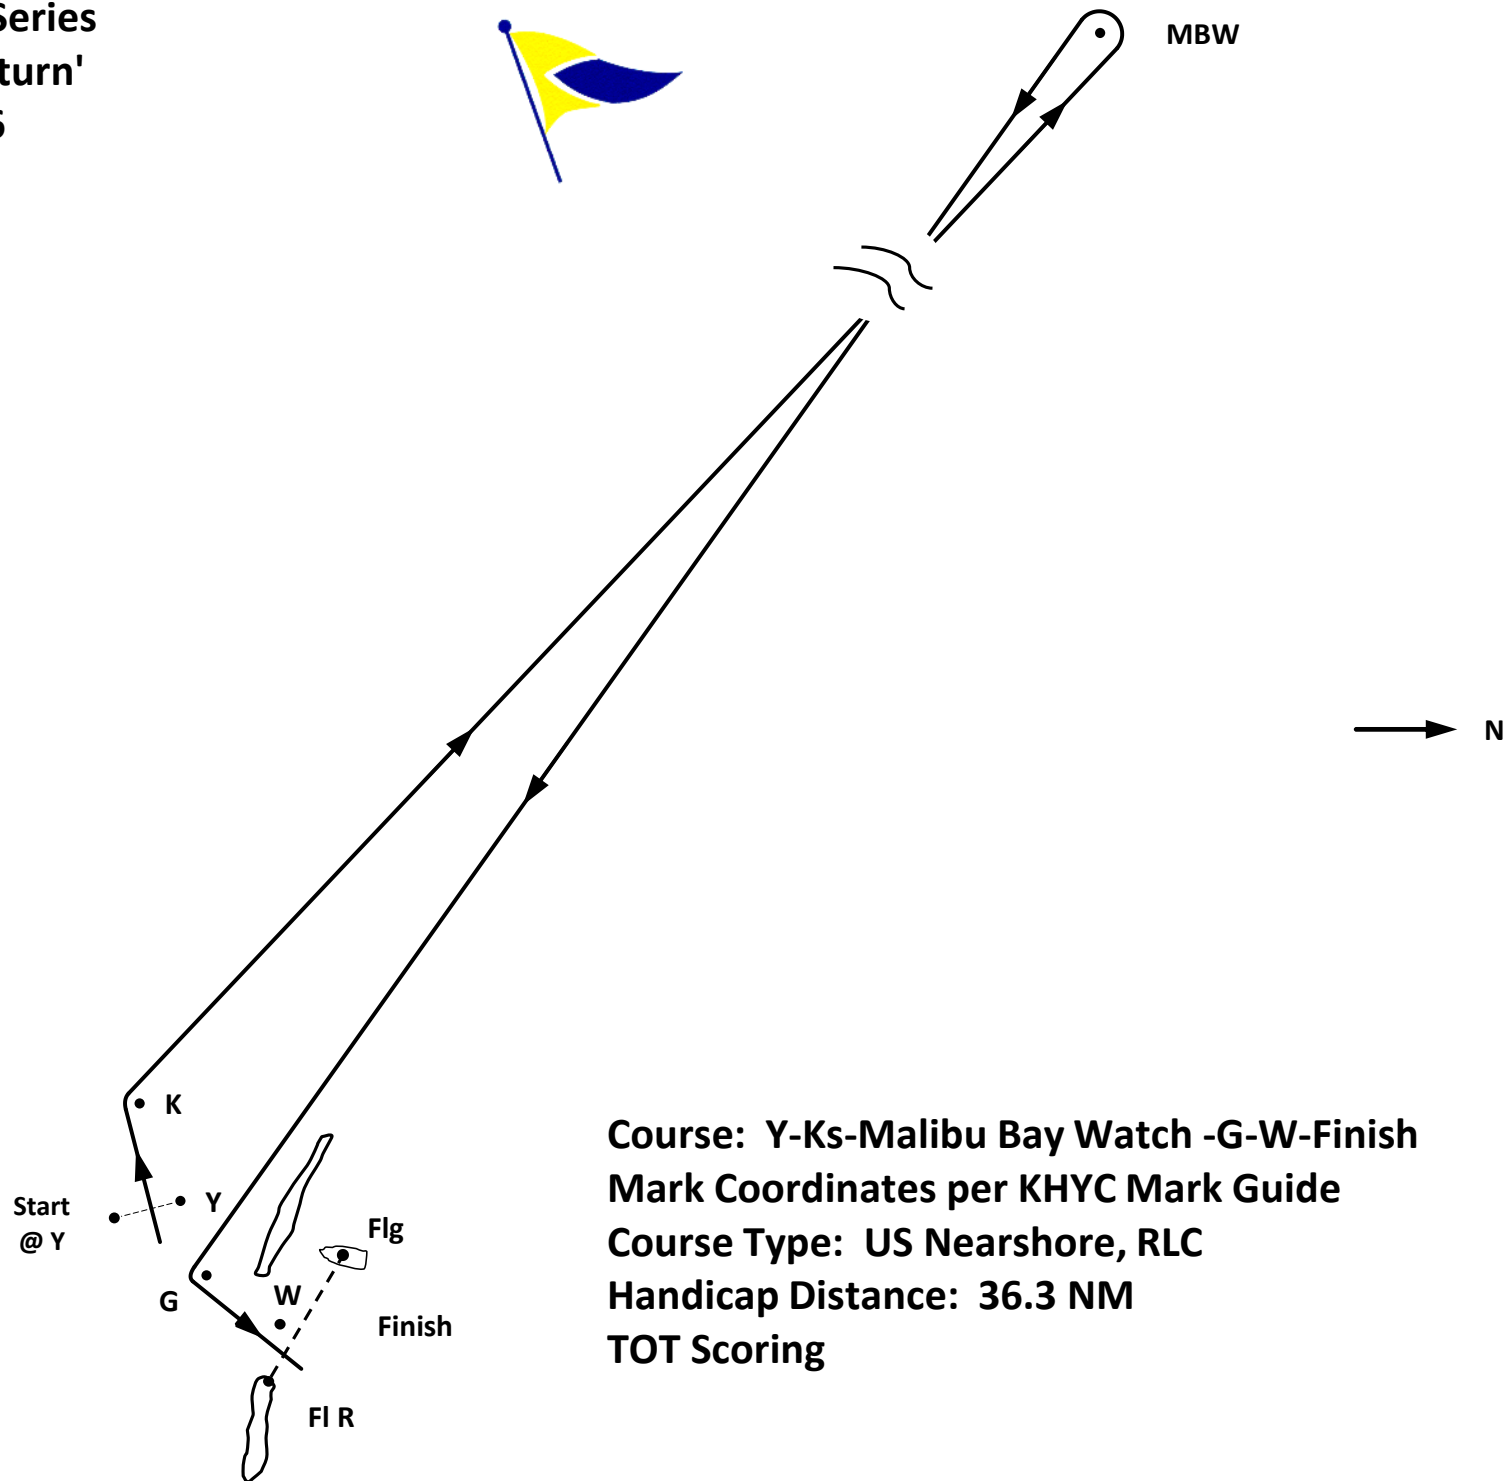 Series
turn'
MBW
N
K
Y
Start
@ Y
Flg
G
W
Finish
Fl R
Course:  Y-Ks-Malibu Bay Watch -G-W-Finish
Mark Coordinates per KHYC Mark Guide
Course Type:  US Nearshore, RLC
Handicap Distance:  36.3 NM
TOT Scoring